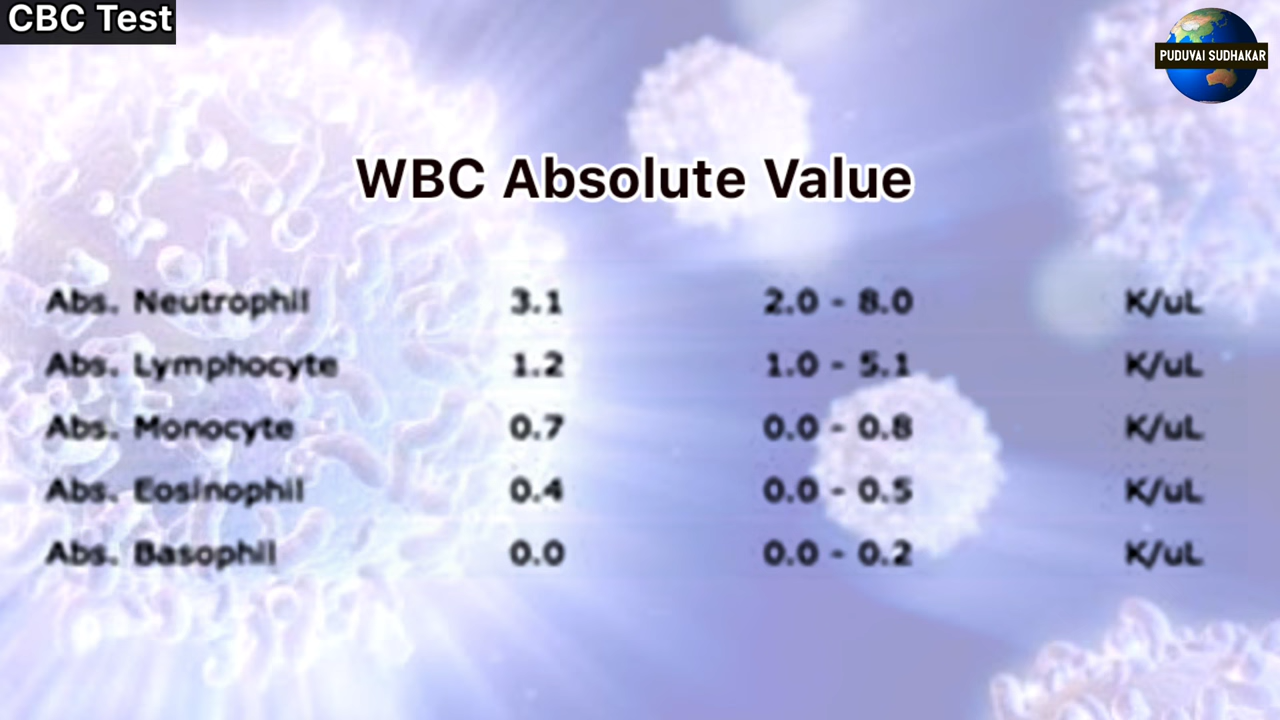 CBC Test
PUDUVAI SUDHAKAR
WBC Absolute Value
Abs. Neutrophil 3.1 2.0 - 8.0 K/uL
Abs. Lymphocyte 1.2 1.0 - 5.1 K/uL
Abs. Monocyte 0.7 0.0 - 0.8 K/uL
Abs. Eosinophil 0.4 0.0 - 0.5 K/uL
Abs. Basophil 0.0 0.0 - 0.2 K/uL